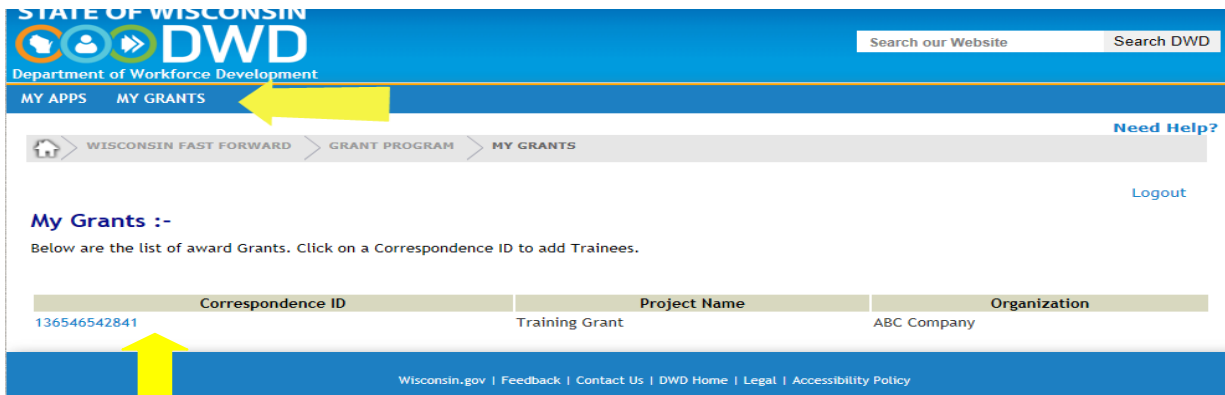 STATE OF WISCONSIN
DWD
Department of Workforce Development
Search our Website Search DWD
MY APPS MY GRANTS
Need Help?
WISCONSIN FAST FORWARD GRANT PROGRAM MY GRANTS
Logout
My Grants :-
Below are the list of award Grants. Click on a Correspondence ID to add Trainees.
Correspondence ID Project Name Organization
136546542841 Training Grant ABC Company
Wisconsin.gov | Feedback | Contact Us | DWD Home | Legal | Accessibility Policy